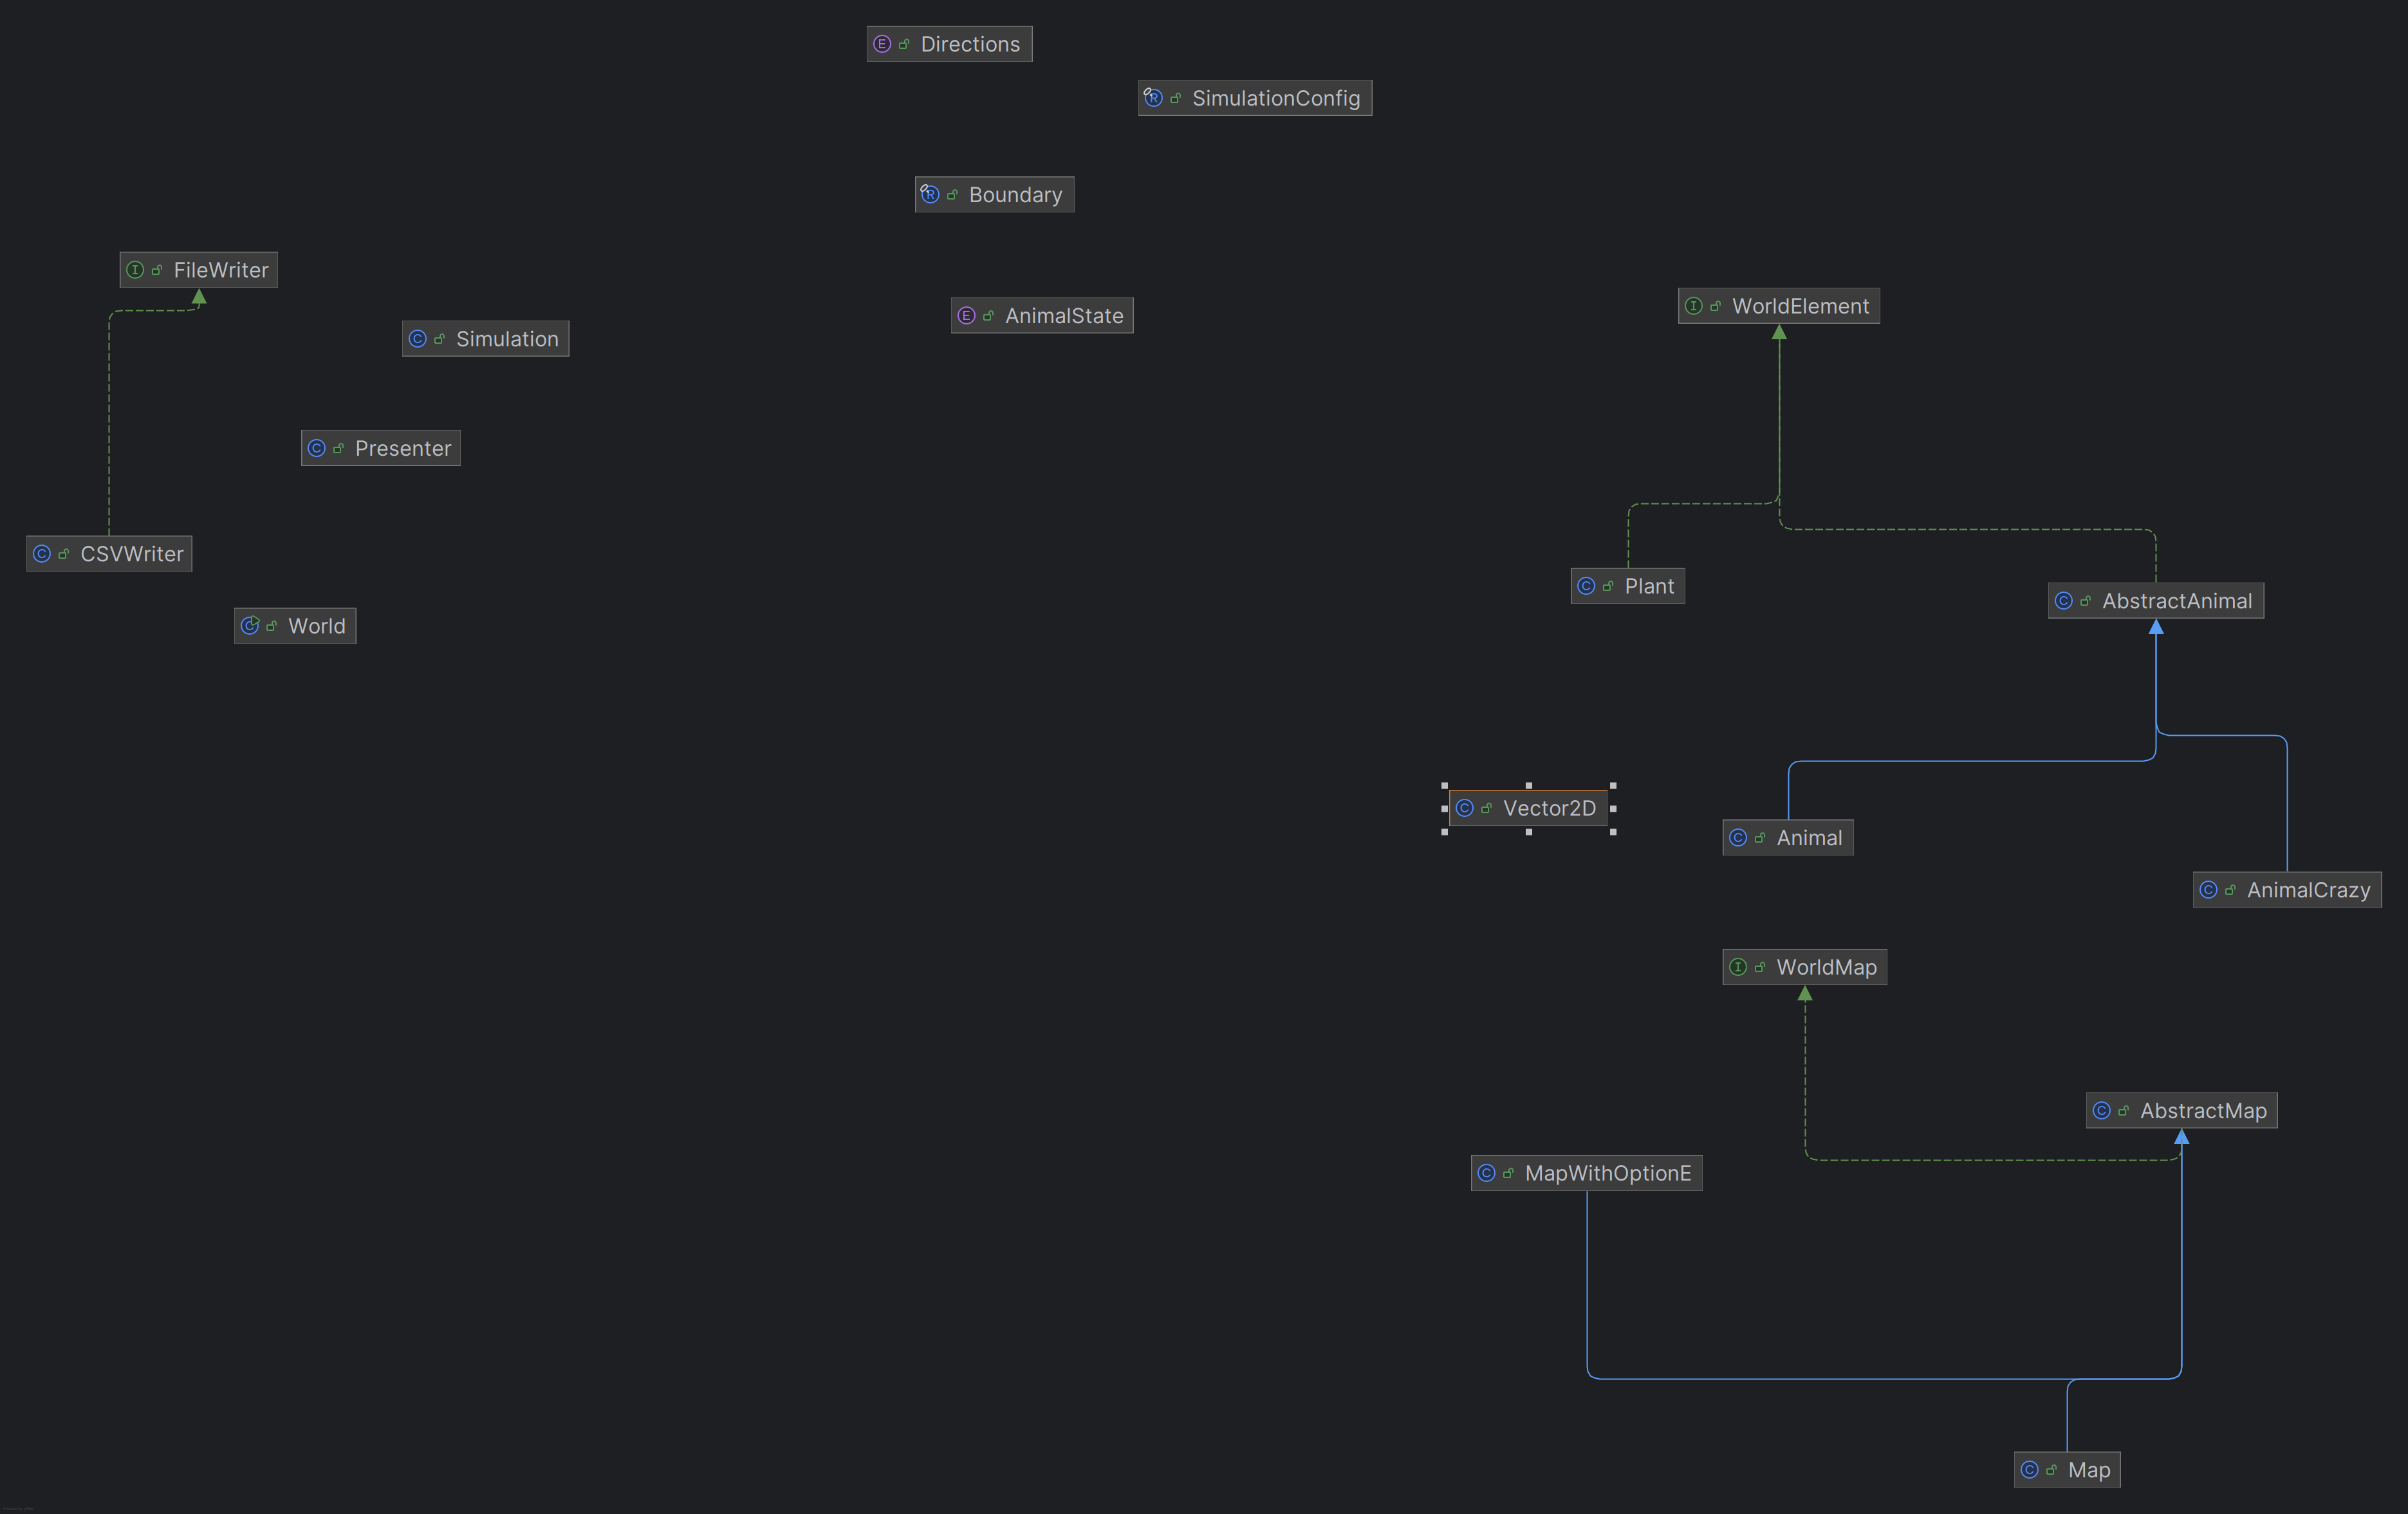 Directions
SimulationConfig
Boundary
FileWriter
WorldElement
AnimalState
Simulation
Presenter
CSVWriter
Plant
AbstractAnimal
World
Vector2D
Animal
AnimalCrazy
WorldMap
AbstractMap
MapWithOptionE
Map